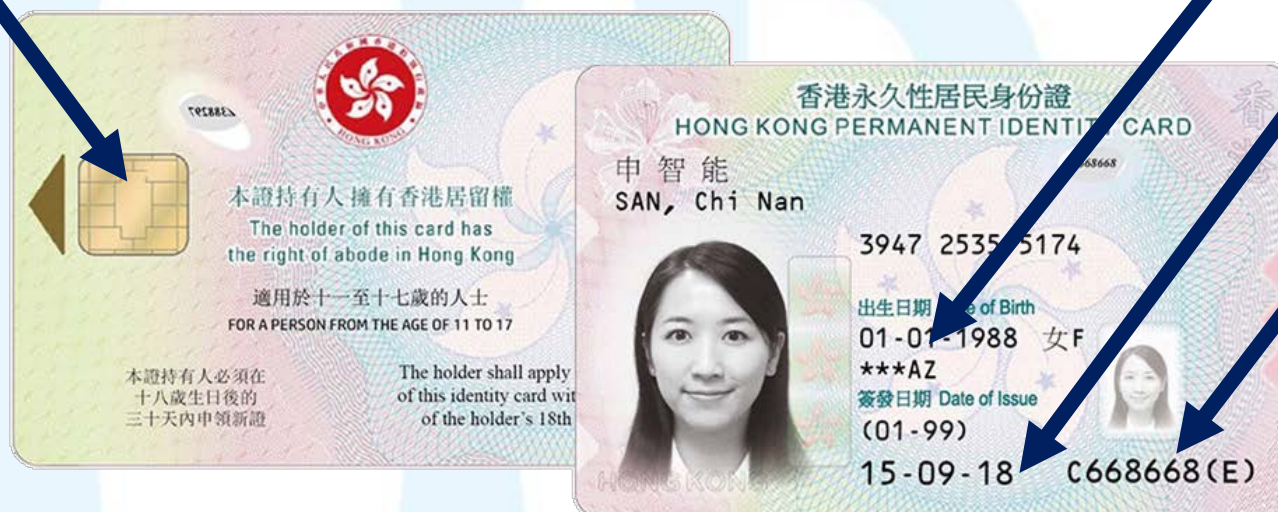 HONG KONG
本證持有人擁有香港居留權
The holder of this card has
the right of abode in Hong Kong
適用於十一至十七歲的人士
FOR A PERSON FROM THE AGE OF 11 TO 17
本證持有人必須在
十八歲生日後的
三十天內申領新證
The holder shall apply
of this identity card
of the holder's 18th
香港永久性居民身份證
HONG KONG PERMANENT IDENTITY CARD
申智能
SAN, Chi Nan
3947 2535 5174
出生日期 of Birth
01-01-1988 女F
***AZ
簽發日期 Date of Issue
(01-99)
15-09-18 C668668(E)
HONG KONG